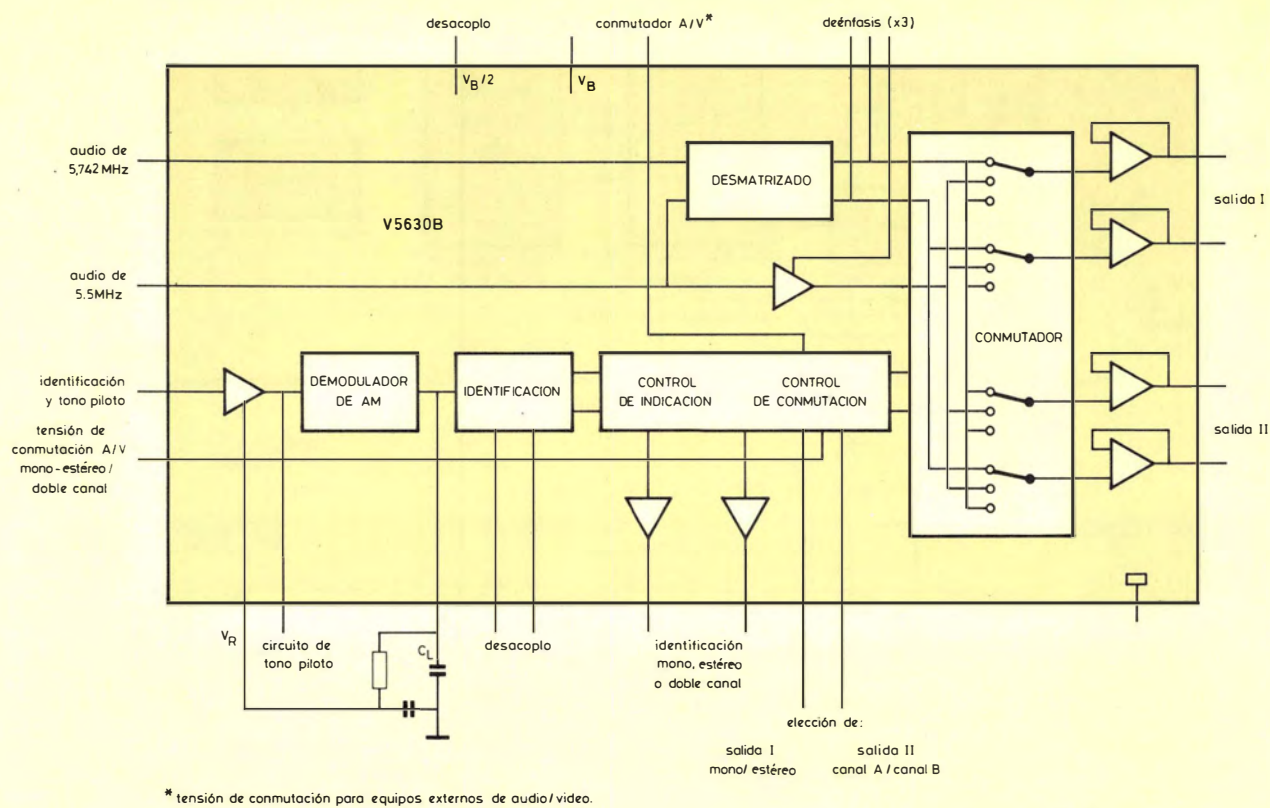 desacoplo
conmutador A/V*
deénfasis (x3)
VB/2
VB
audio de
5,742 MHz
DESMATRIZADO
salida I
V5630B
audio de
5.5MHz
CONMUTADOR
identificación
y tono piloto
DEMODULADOR
DE AM
IDENTIFICACION
CONTROL
DE INDICACION
CONTROL
DE CONMUTACION
tensión de
conmutación A/V
mono-estéreo/
doble canal
salida II
VR
circuito de
tono piloto
CL
desacoplo
identificación
mono, estéreo
o doble canal
elección de:
salida I
mono/estéreo
salida II
canal A/canal B
* tensión de conmutación para equipos externos de audio/video.